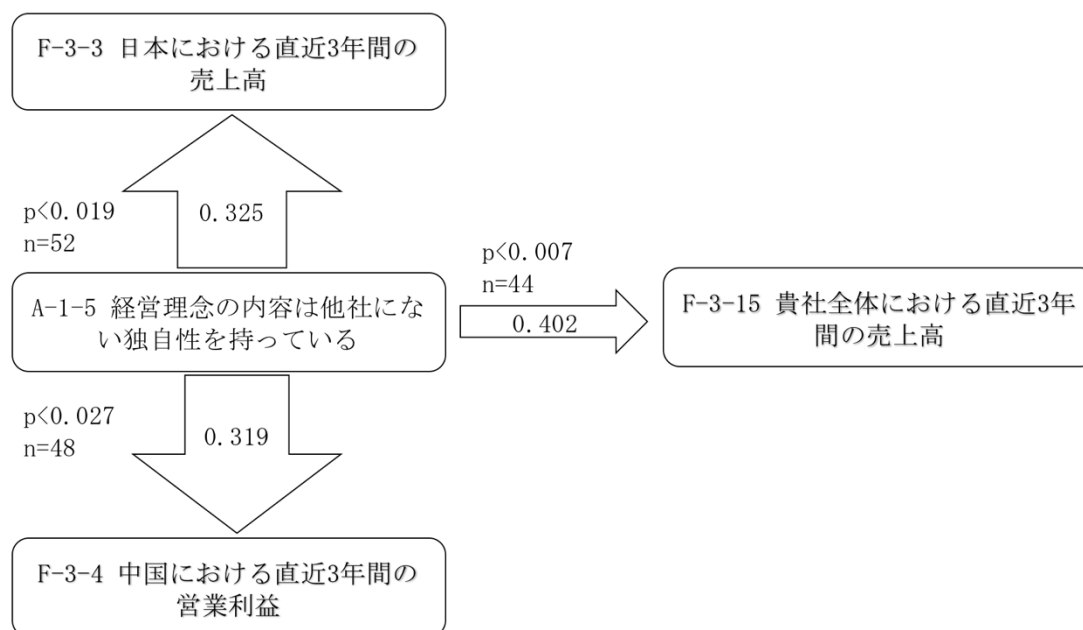 F-3-3 日本における直近3年間の
売上高
p<0.019
n=52
0.325
p<0.007
n=44
0.402
A-1-5 経営理念の内容は他社にな
い独自性を持っている
F-3-15 貴社全体における直近3年
間の売上高
p<0.027
n=48
0.319
F-3-4 中国における直近3年間の
営業利益